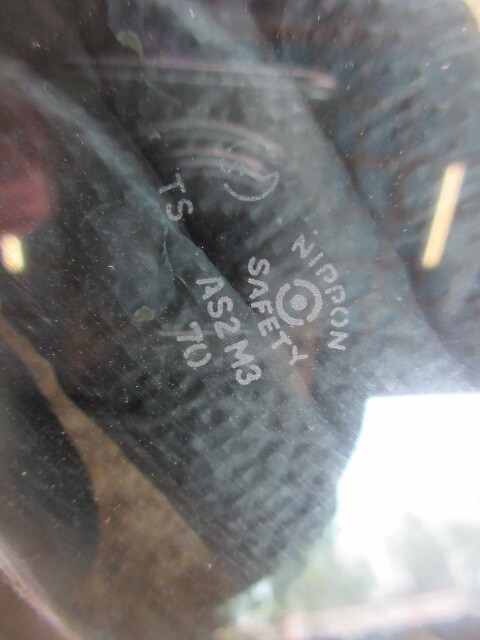 TS
NIPPON
SAFETY
AS2 M3
70